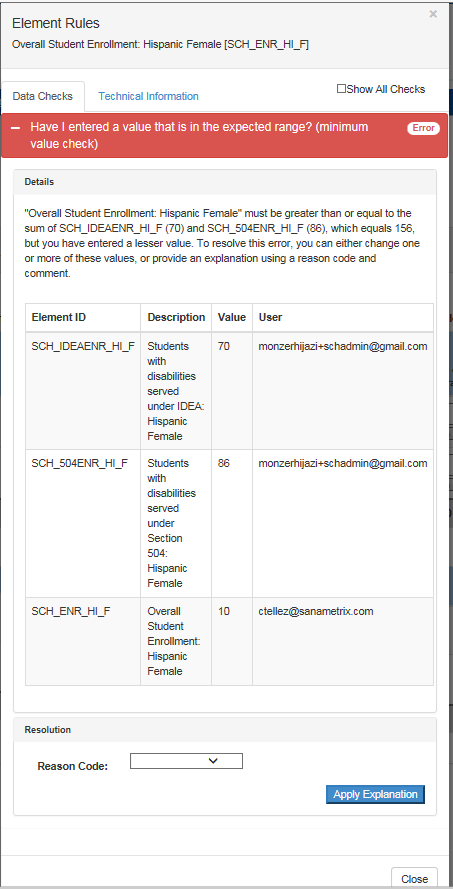 Element Rules
×
Overall Student Enrollment: Hispanic Female [SCH_ENR_HI_F]
Data Checks
Technical Information
Show All Checks
Have I entered a value that is in the expected range? (minimum
value check)
Error
Details
"Overall Student Enrollment: Hispanic Female" must be greater than or equal to the
sum of SCH_IDEAENR_HI_F (70) and SCH_504ENR_HI_F (86), which equals 156,
but you have entered a lesser value. To resolve this error, you can either change one
or more of these values, or provide an explanation using a reason code and
comment.
Element ID Description Value User
SCH_IDEAENR_HI_F Students 70 monzerhijazi+schadmin@gmail.com
with
disabilities
served
under IDEA:
Hispanic
Female
SCH_504ENR_HI_F Students 86 monzerhijazi+schadmin@gmail.com
with
disabilities
served
under
Section
504:
Hispanic
Female
SCH_ENR_HI_F Overall 10 ctellez@sanametrix.com
Student
Enrollment:
Hispanic
Female
Resolution
Reason Code:
Apply Explanation
Close